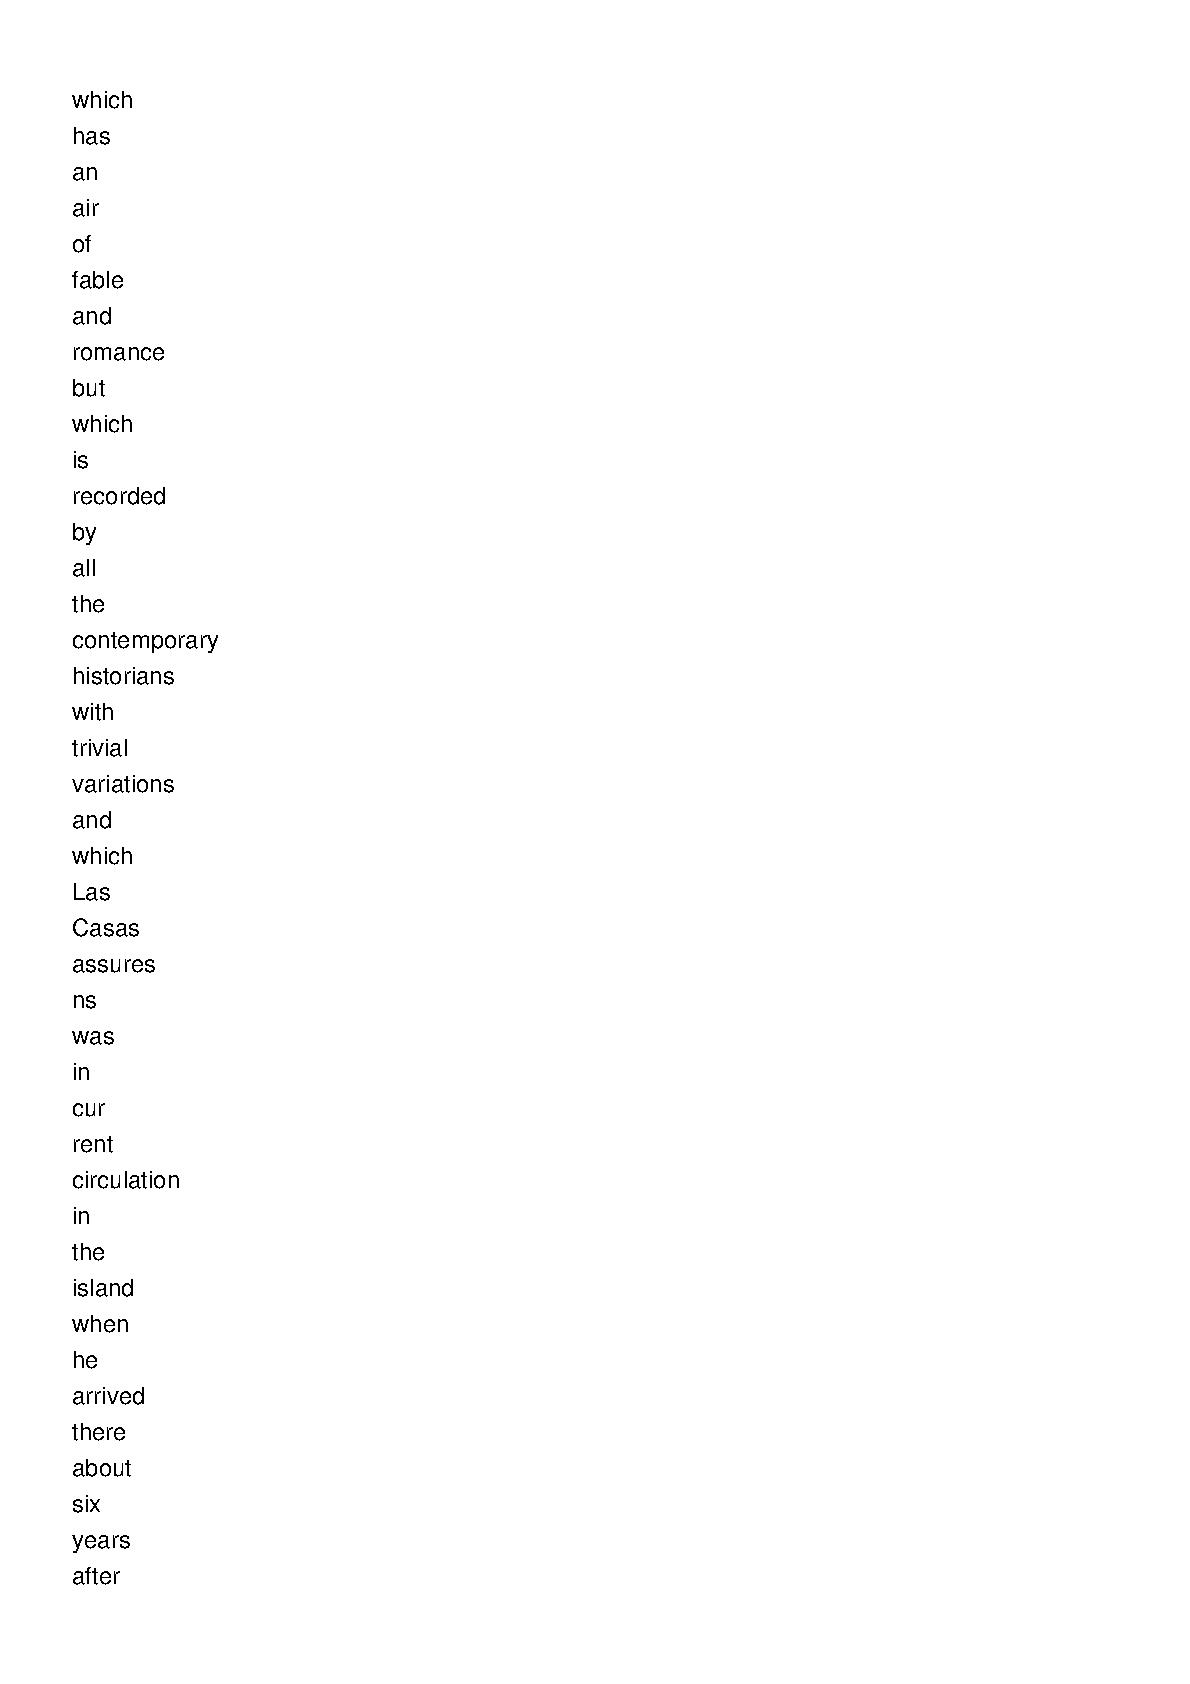 which
has
an
air
of
fable
and
romance
but
which
is
recorded
by
all
the
contemporary
historians
with
trivial
variations
and
which
Las
Casas
assures
ns
was
in
cur
rent
circulation
in
the
island
when
he
arrived
there
about
six
years
after